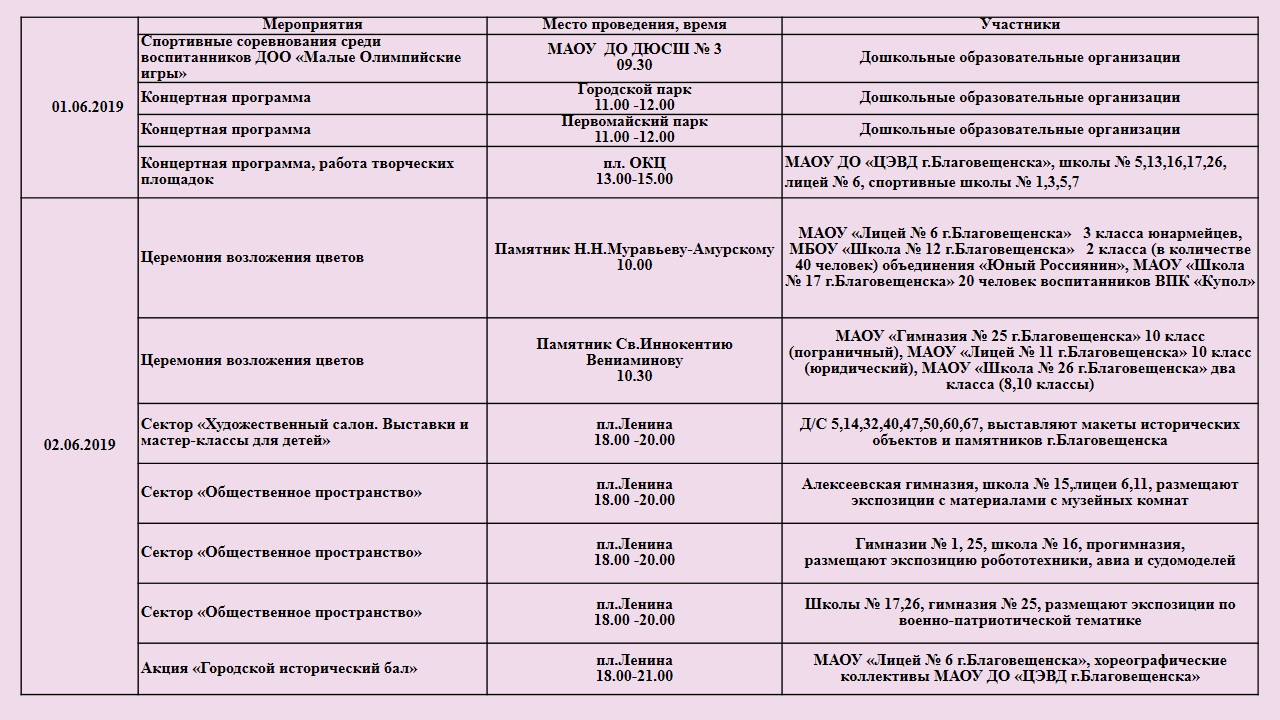 Мероприятия
Место проведения, время
Участники
01.06.2019
Спортивные соревнования среди
воспитанников ДОО «Малые Олимпийские
игры»
МАОУ ДО ДЮСШ № 3
09.30
Дошкольные образовательные организации
Концертная программа
Городской парк
11.00 -12.00
Дошкольные образовательные организации
Концертная программа
Первомайский парк
11.00 -12.00
Дошкольные образовательные организации
Концертная программа, работа творческих
площадок
пл. ОКЦ
13.00-15.00
МАОУ ДО «ЦЭВД г.Благовещенска», школы № 5,13,16,17,26,
лицей № 6, спортивные школы № 1,3,5,7
02.06.2019
Церемония возложения цветов
Памятник Н.Н.Муравьеву-Амурскому
10.00
МАОУ «Лицей № 6 г.Благовещенска» 3 класса юнармейцев,
МБОУ «Школа № 12 г.Благовещенска» 2 класса (в количестве
40 человек) объединения «Юный Россиянин», МАОУ «Школа
№ 17 г.Благовещенска» 20 человек воспитанников ВПК «Купол»
Церемония возложения цветов
Памятник Св.Иннокентию
Вениаминову
10.30
МАОУ «Гимназия № 25 г.Благовещенска» 10 класс
(пограничный), МАОУ «Лицей № 11 г.Благовещенска» 10 класс
(юридический), МАОУ «Школа № 26 г.Благовещенска» два
класса (8,10 классы)
Сектор «Художественный салон. Выставки и
мастер-классы для детей»
пл.Ленина
18.00 -20.00
Д/С 5,14,32,40,47,50,60,67, выставляют макеты исторических
объектов и памятников г.Благовещенска
Сектор «Общественное пространство»
пл.Ленина
18.00 -20.00
Алексеевская гимназия, школа № 15,лицеи 6,11, размещают
экспозиции с материалами с музейных комнат
Сектор «Общественное пространство»
пл.Ленина
18.00 -20.00
Гимназии № 1, 25, школа № 16, прогимназия,
размещают экспозицию робототехники, авиа и судомоделей
Сектор «Общественное пространство»
пл.Ленина
18.00 -20.00
Школы № 17,26, гимназия № 25, размещают экспозиции по
военно-патриотической тематике
Акция «Городской исторический бал»
пл.Ленина
18.00-21.00
МАОУ «Лицей № 6 г.Благовещенска», хореографические
коллективы МАОУ ДО «ЦЭВД г.Благовещенска»